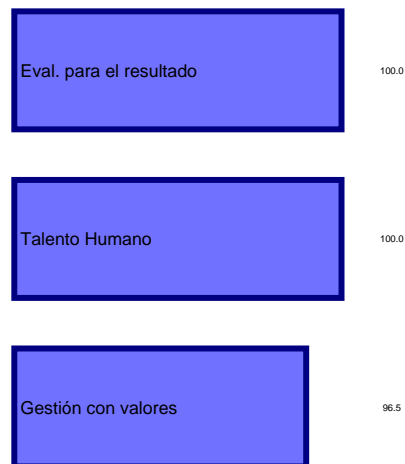 Eval. para el resultado 100.0
Talento Humano 100.0
Gestión con valores 96.5